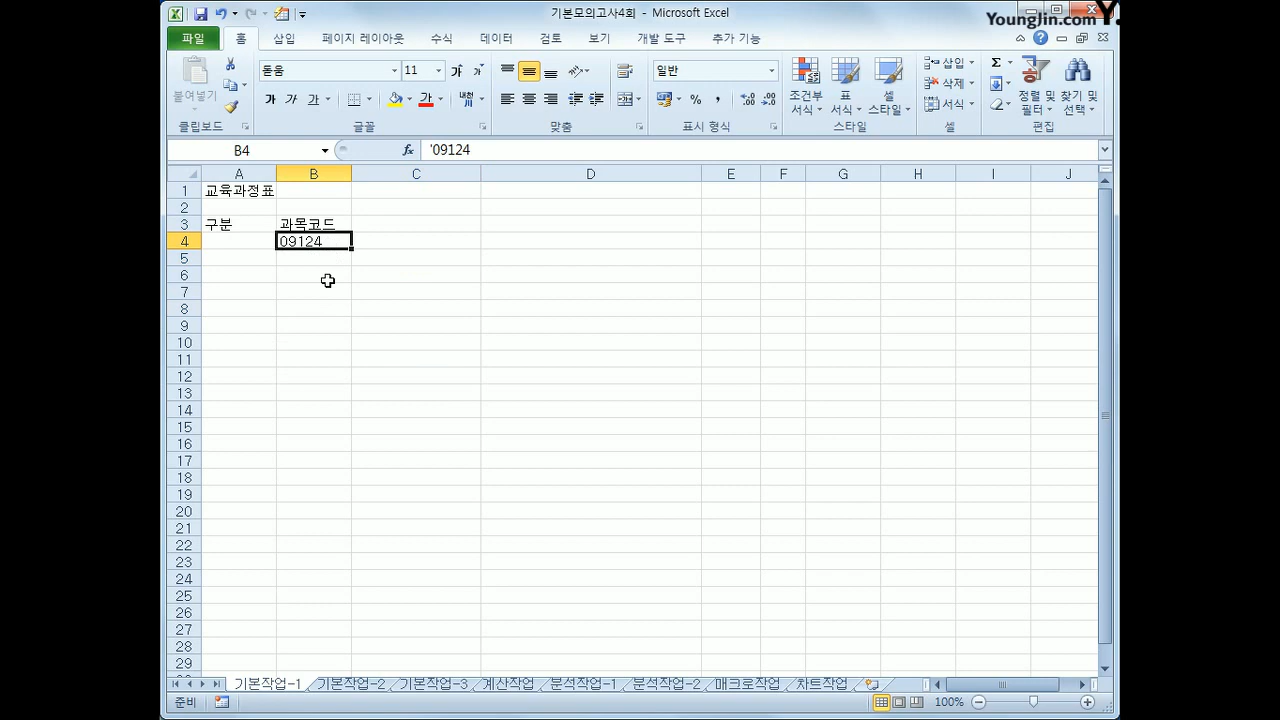 기본모의고사4회 - Microsoft Excel
YoungJin.com Y.
파일 홈 삽입 페이지 레이아웃 수식 데이터 검토 보기 개발 도구 추가 기능
붙여넣기
돋움 11 가 가
가 가 가
일반
% ,
조건부 서식
표 서식
셀 스타일
삽입
삭제
서식
Σ
정렬 및 필터
찾기 및 선택
클립보드 글꼴 맞춤 표시 형식 스타일 셀 편집
B4 fx '09124
A B C D E F G H I J
1 교육과정표
2
3 구분 과목코드
4 09124
5
6
7
8
9
10
11
12
13
14
15
16
17
18
19
20
21
22
23
24
25
26
27
28
29
기본작업-1 기본작업-2 기본작업-3 계산작업 분석작업-1 분석작업-2 매크로작업 차트작업
준비 100%